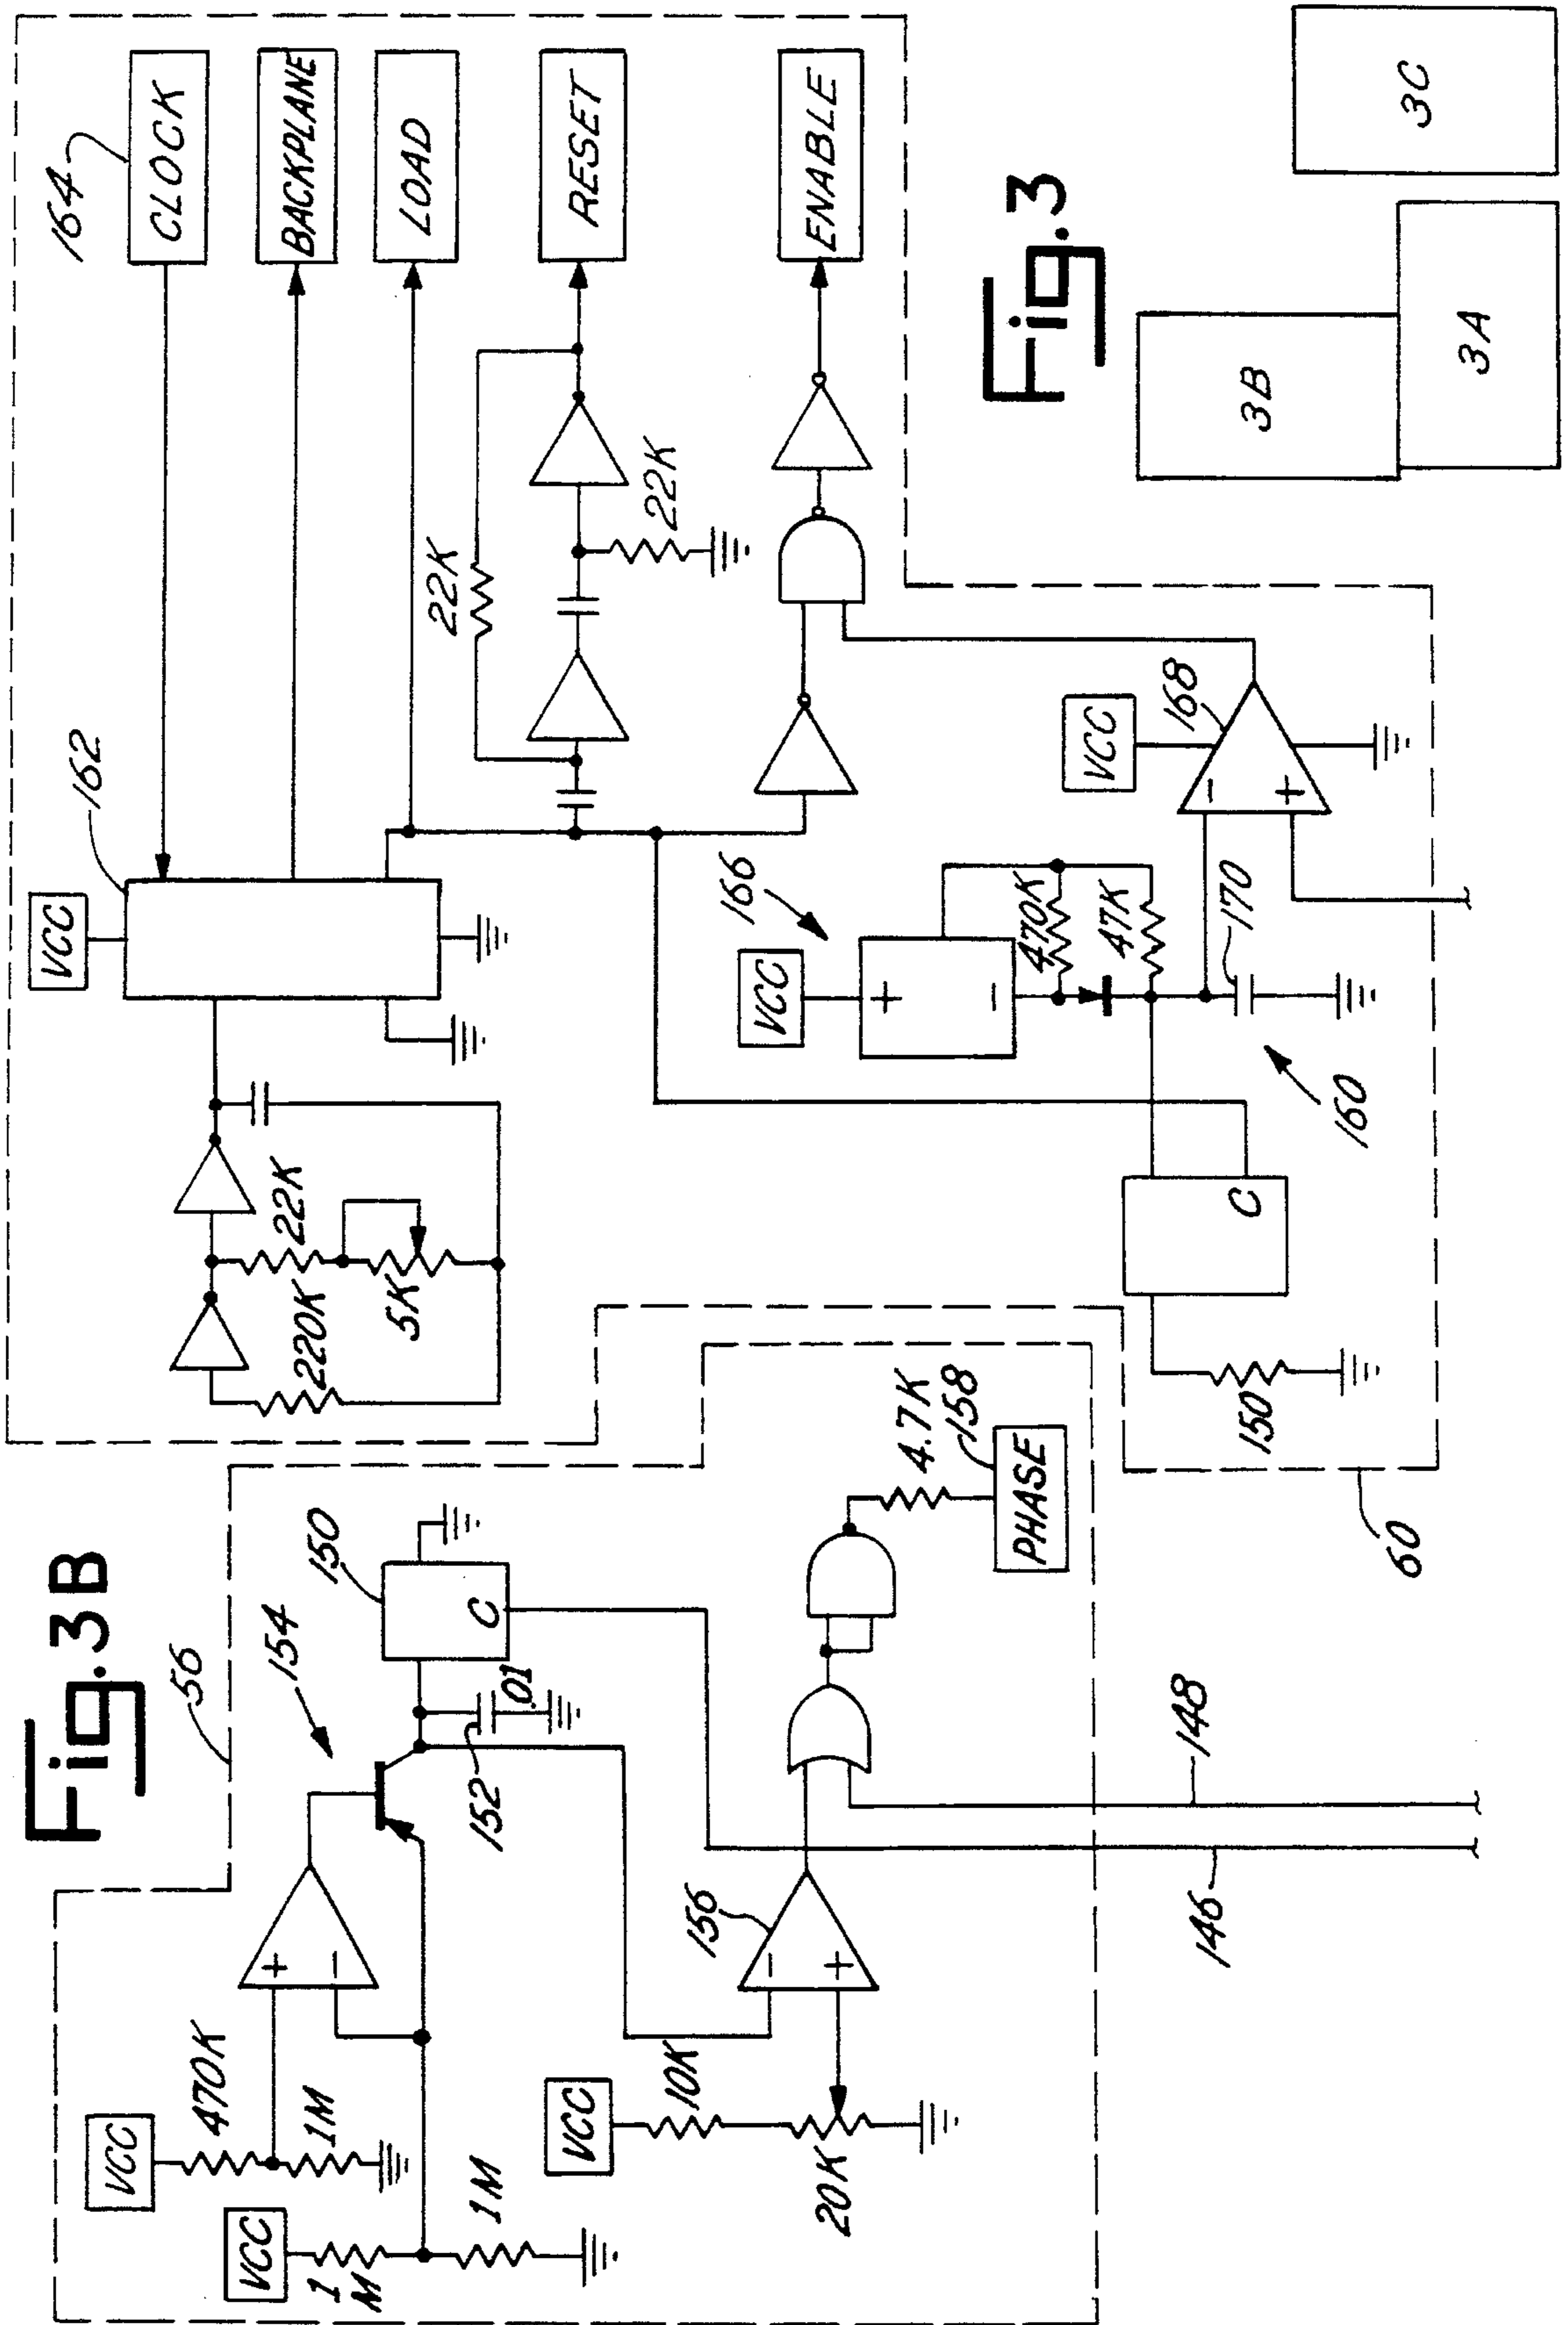 Fig.3B
56
154
150
C
152
.01
VCC
470K
1M
VCC
1
M
1M
VCC
10K
20K
156
+
−
−
+
4.7K
158
PHASE
146
148
60
162
VCC
164
CLOCK
BACKPLANE
LOAD
RESET
ENABLE
220K
22K
5K
22K
22K
166
VCC
+
−
470K
47K
VCC
168
−
+
170
160
C
150
Fig.3
3B
3A
3C